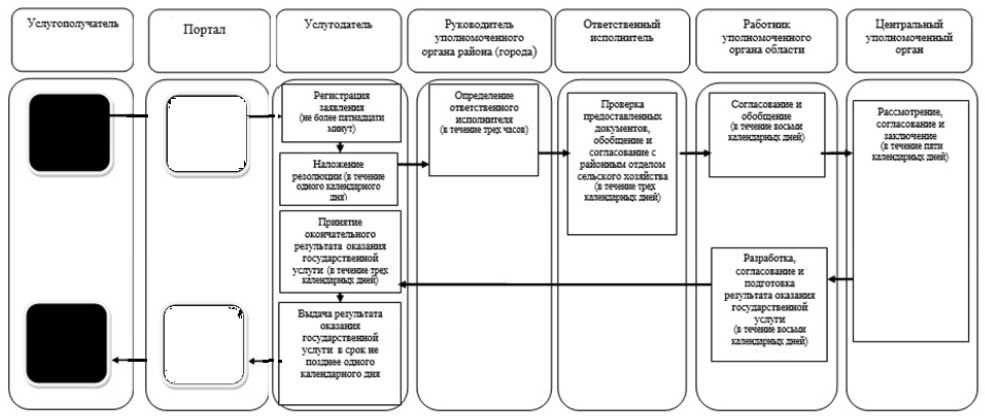 Услугополучатель
Портал
Услугодатель
Руководитель
уполномоченного
органа района (города)
Ответственный
исполнитель
Работник
уполномоченного
органа области
Центральный
уполномоченный
орган
Регистрация
заявления
(не более пятнадцати
минут)
Наложение
резолюции (в течение
одного календарного
дня)
Принятие
окончательного
результата оказания
государственной
услуги (в течение трех
календарных дней)
Выдача результата
оказания
государственной
услуги в срок не
позднее одного
календарного дня
Определение
ответственного
исполнителя
(в течение трех часов)
Проверка
предоставленных
документов,
обобщение и
согласование с
районным отделом
сельского хозяйства
(в течение трех
календарных дней)
Согласование и
обобщение
(в течение восьми
календарных дней)
Разработка,
согласование и
подготовка
результата оказания
государственной
услуги
(в течение восьми
календарных дней)
Рассмотрение,
согласование и
заключение
(в течение пяти
календарных дней)